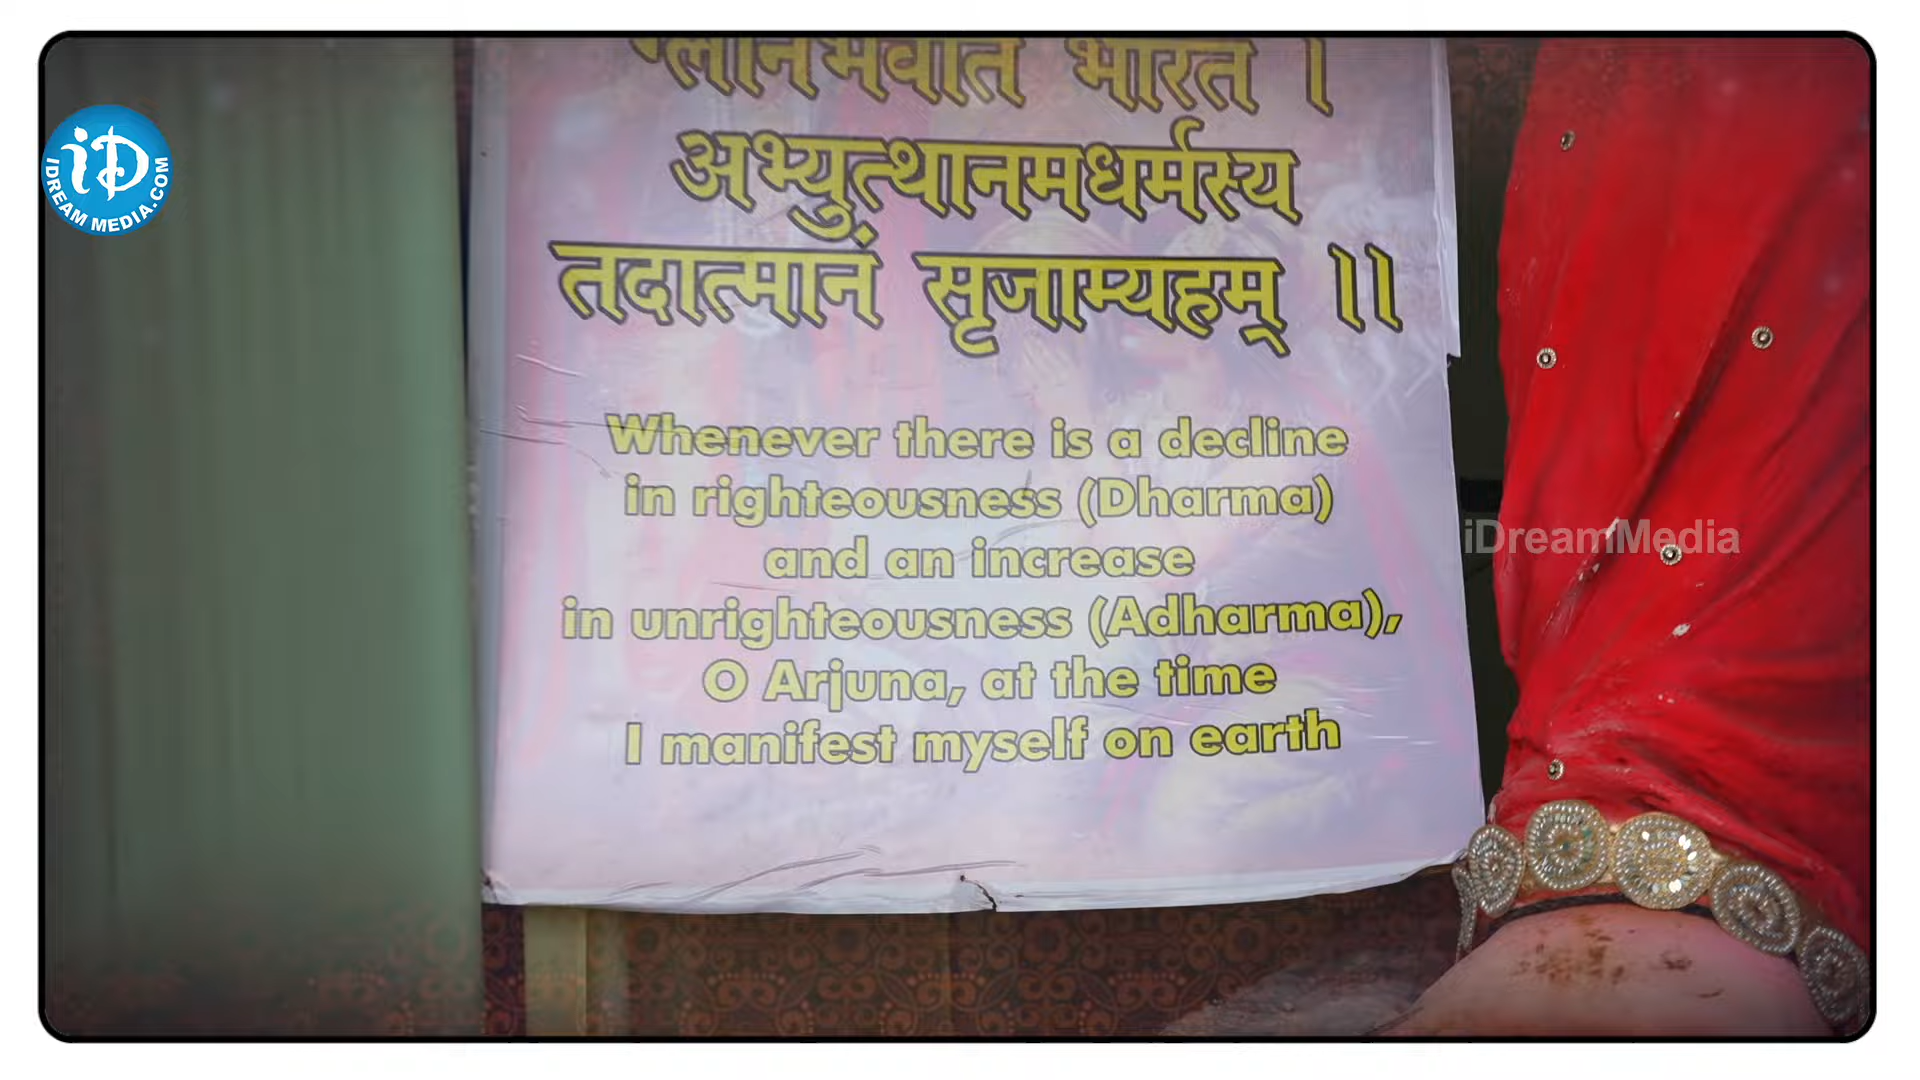 ग्लानिर्भवति भारत ।
अभ्युत्थानमधर्मस्य
तदात्मानं सृजाम्यहम् ।।
Whenever there is a decline
in righteousness (Dharma)
and an increase
in unrighteousness (Adharma),
O Arjuna, at the time
I manifest myself on earth
iD
IDREAM MEDIA.COM
iDreamMedia